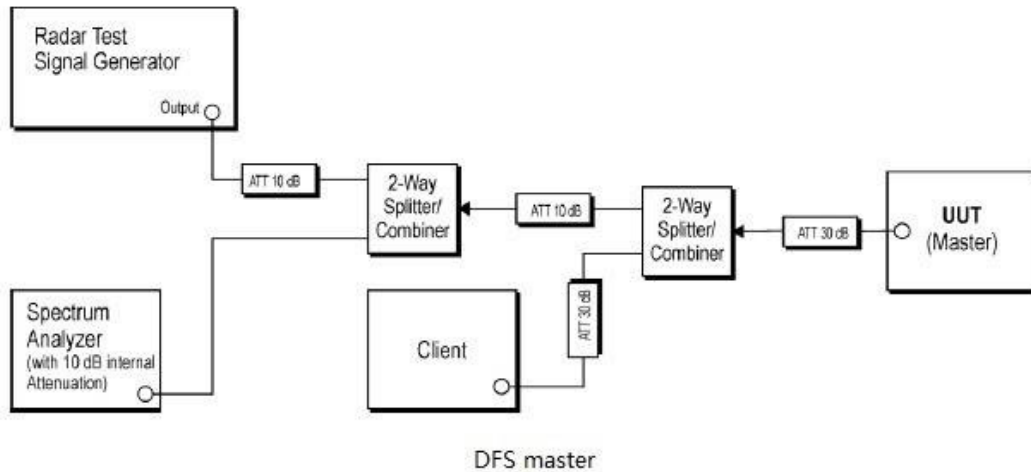 Radar Test
Signal Generator
Output
ATT 10 dB
2-Way
Splitter/
Combiner
ATT 10 dB
2-Way
Splitter/
Combiner
ATT 30 dB
UUT
(Master)
Spectrum
Analyzer
(with 10 dB internal
Attenuation)
Client
ATT 30 dB
DFS master